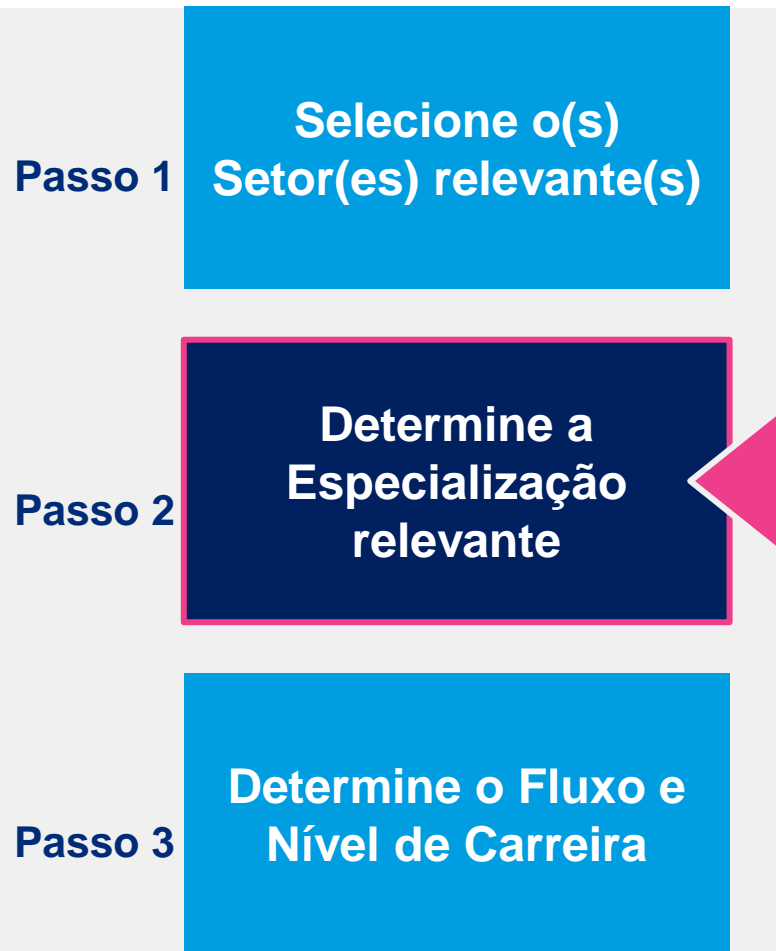 Passo 1
Selecione o(s)
Setor(es) relevante(s)
Passo 2
Determine a
Especialização
relevante
Passo 3
Determine o Fluxo e
Nível de Carreira